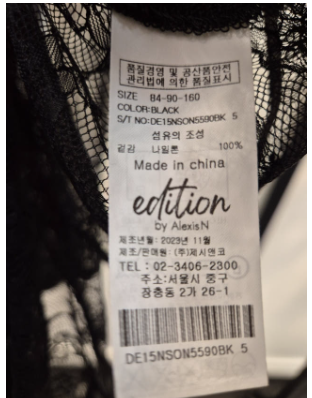 품질경영 및 공산품안전
관리법에 의한 품질표시
SIZE 84-90-160
COLOR:BLACK
S/T NO:DE15NSON5590BK 5
섬유의 조성
겉감 나일론 100%
Made in china
edition
by AlexisN
제조년월: 2023년 11월
제조/판매원: (주)제시앤코
TEL : 02-3406-2300
주소:서울시 중구
장충동 2가 26-1
DE15NSON5590BK 5